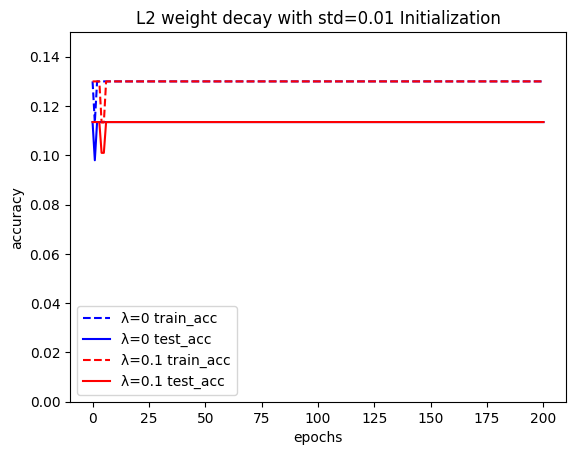 L2 weight decay with std=0.01 Initialization
0.14
0.12
0.10
0.08
0.06
0.04
0.02
0.00
accuracy
λ=0 train_acc
λ=0 test_acc
λ=0.1 train_acc
λ=0.1 test_acc
0 25 50 75 100 125 150 175 200
epochs